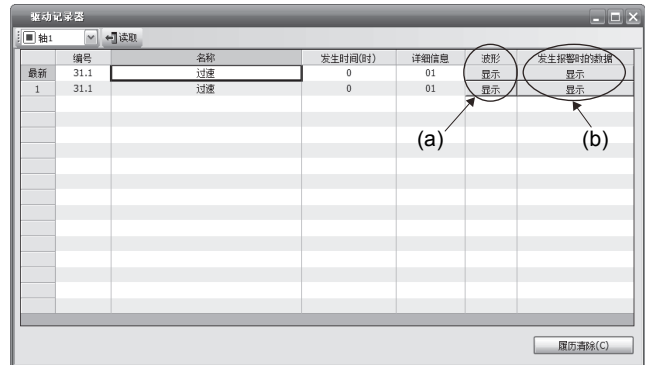 驱动记录器
轴1 读取
编号 名称 发生时间(时) 详细信息 波形 发生报警时的数据
最新 31.1 过速 0 01 显示 显示
1 31.1 过速 0 01 显示 显示
(a) (b)
履历清除(C)